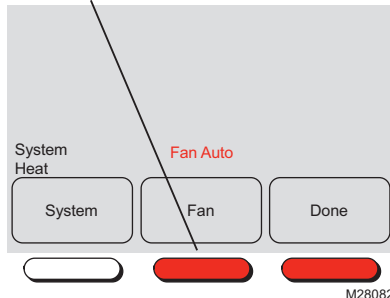 System
Heat
Fan Auto
System
Fan
Done
M28082